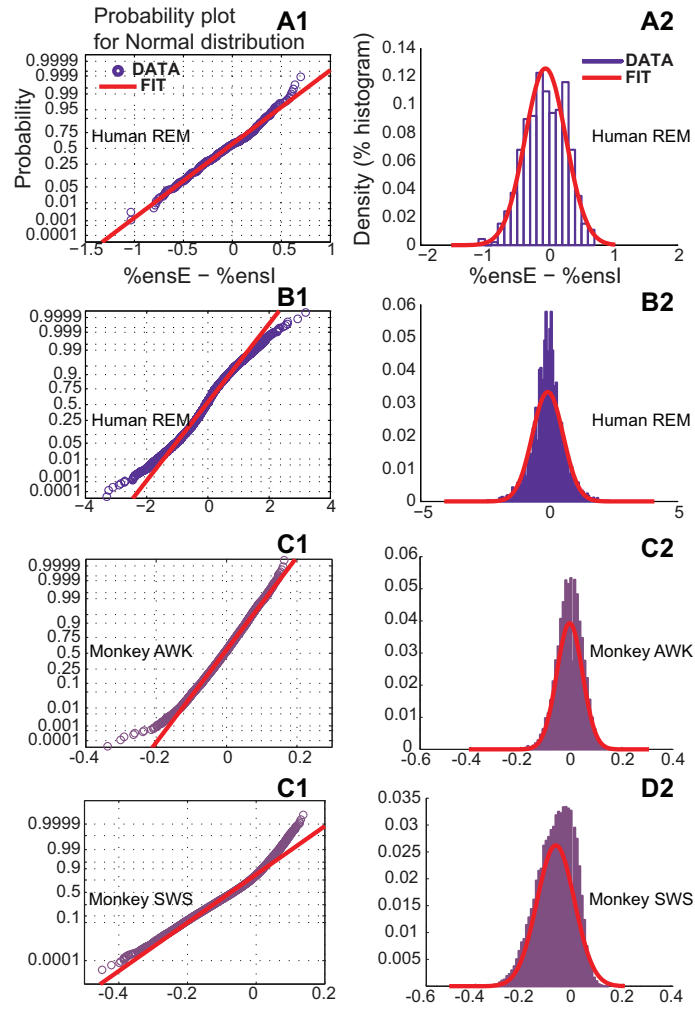 Probability plot
for Normal distribution
A1
0.9999
0.999
0.99
0.95
0.75
0.5
0.25
0.05
0.01
0.001
0.0001
Probability
DATA
FIT
Human REM
−1.5 −1 −0.5 0 0.5 1
%ensE − %ensI
A2
0.14
0.12
0.1
0.08
0.06
0.04
0.02
0
Density (% histogram)
DATA
FIT
Human REM
−2 −1 0 1 2
%ensE − %ensI
B1
0.9999
0.999
0.99
0.9
0.75
0.5
0.25
0.05
0.01
0.001
0.0001
Human REM
−4 −2 0 2 4
B2
0.06
0.05
0.04
0.03
0.02
0.01
0
Human REM
−5 0 5
C1
0.9999
0.999
0.99
0.9
0.75
0.5
0.25
0.1
0.01
0.001
0.0001
Monkey AWK
-0.4 -0.2 0 0.2
C2
0.06
0.05
0.04
0.03
0.02
0.01
0
Monkey AWK
-0.6 -0.4 -0.2 0 0.2 0.4
C1
0.9999
0.99
0.9
0.5
0.1
0.0001
Monkey SWS
-0.4 -0.2 0 0.2
D2
0.035
0.03
0.025
0.02
0.015
0.01
0.005
Monkey SWS
-0.6 -0.4 -0.2 0 0.2 0.4